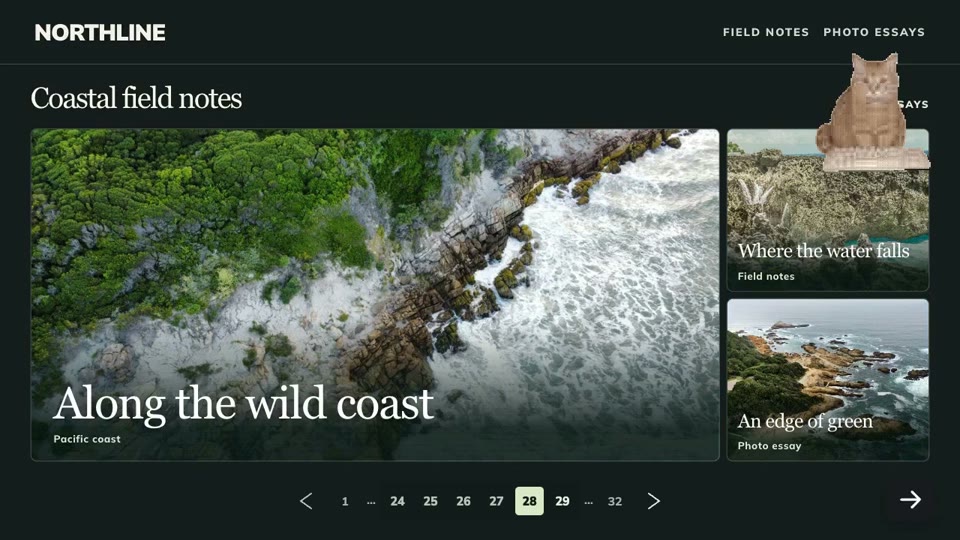 NORTHLINE
FIELD NOTES PHOTO ESSAYS
Coastal field notes
Along the wild coast
Pacific coast
Where the water falls
Field notes
An edge of green
Photo essay
1 ... 24 25 26 27 28 29 ... 32